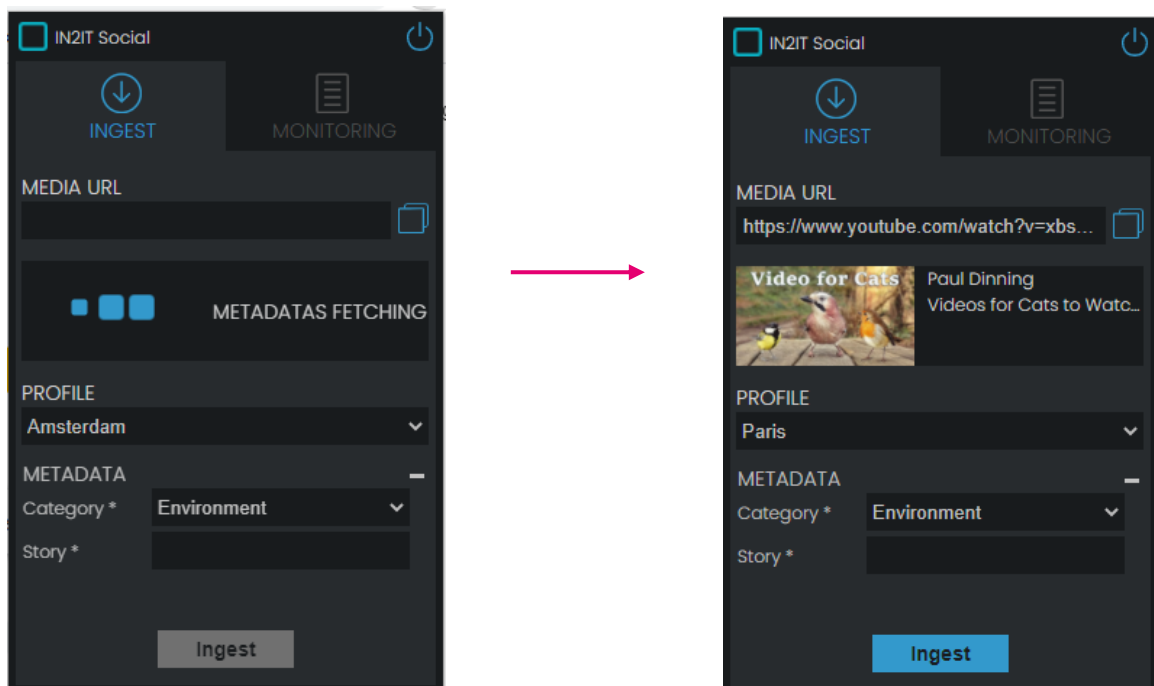 IN2IT Social
INGEST
MONITORING
MEDIA URL
METADATAS FETCHING
PROFILE
Amsterdam
METADATA
Category *
Environment
Story *
Ingest
IN2IT Social
INGEST
MONITORING
MEDIA URL
https://www.youtube.com/watch?v=xbs...
Video for Cats
Paul Dinning
Videos for Cats to Watc...
PROFILE
Paris
METADATA
Category *
Environment
Story *
Ingest